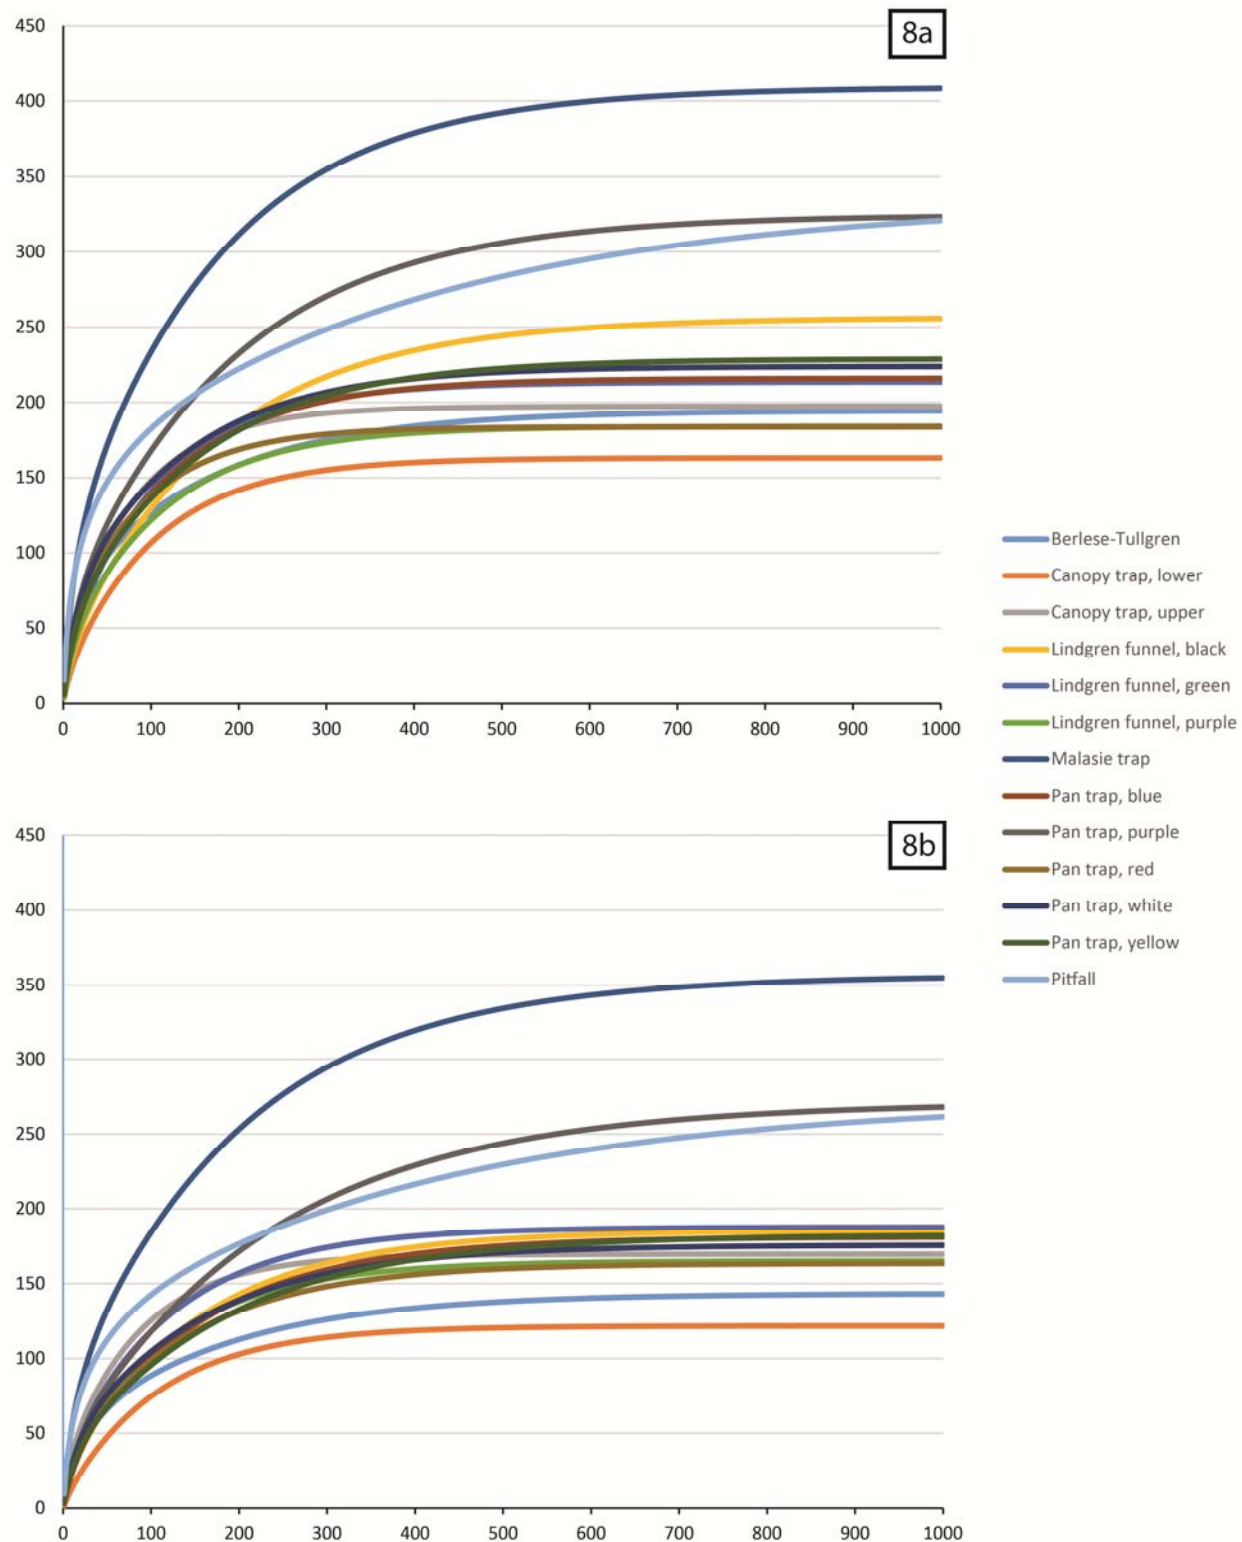 8a
450
400
350
300
250
200
150
100
50
0
0 100 200 300 400 500 600 700 800 900 1000
Berlese-Tullgren
Canopy trap, lower
Canopy trap, upper
Lindgren funnel, black
Lindgren funnel, green
Lindgren funnel, purple
Malasie trap
Pan trap, blue
Pan trap, purple
Pan trap, red
Pan trap, white
Pan trap, yellow
Pitfall
8b
450
400
350
300
250
200
150
100
50
0
0 100 200 300 400 500 600 700 800 900 1000